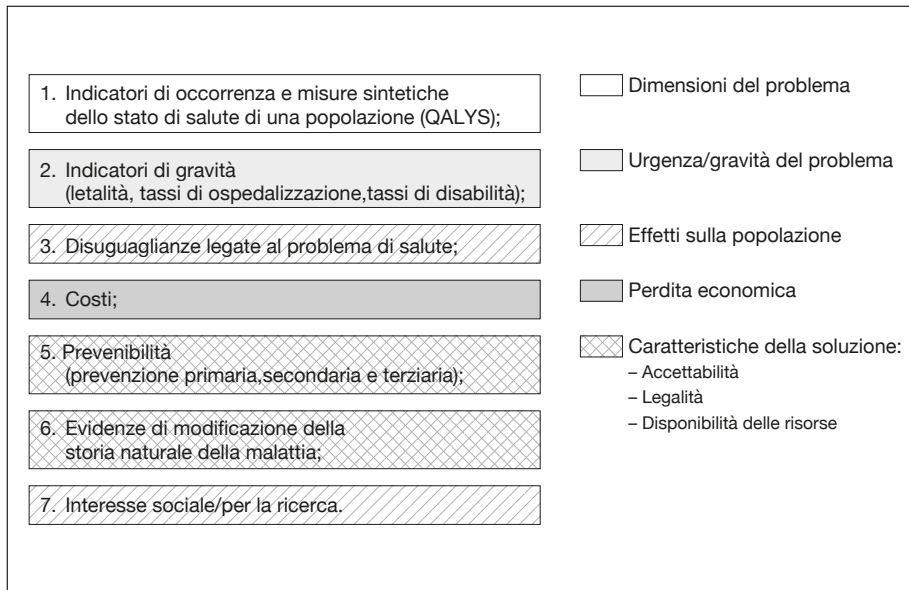 1. Indicatori di occorrenza e misure sintetiche
dello stato di salute di una popolazione (QALYS);
2. Indicatori di gravità
(letalità, tassi di ospedalizzazione,tassi di disabilità);
3. Disuguaglianze legate al problema di salute;
4. Costi;
5. Prevenibilità
(prevenzione primaria,secondaria e terziaria);
6. Evidenze di modificazione della
storia naturale della malattia;
7. Interesse sociale/per la ricerca.
Dimensioni del problema
Urgenza/gravità del problema
Effetti sulla popolazione
Perdita economica
Caratteristiche della soluzione:
– Accettabilità
– Legalità
– Disponibilità delle risorse